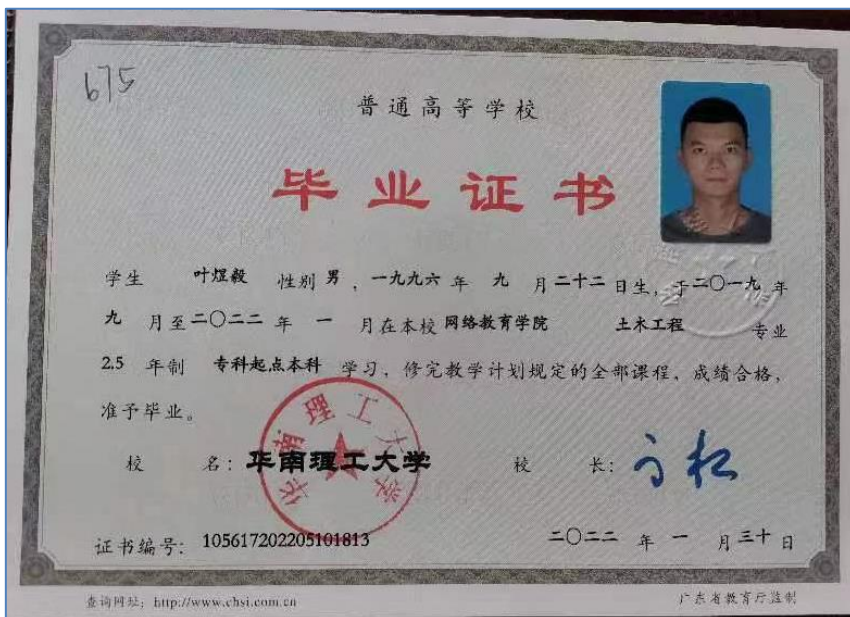 675
普通高等学校
毕业证书
学生 叶煜毅 性别 男 , 一九九六 年 九 月 二十二 日生, 于 二〇一九 年
九 月至 二〇二二 年 一 月在本校 网络教育学院 土木工程 专业
2.5 年制 专科起点本科 学习, 修完教学计划规定的全部课程, 成绩合格,
准予毕业。
校 名: 华南理工大学 校 长:
华南理工大学
证书编号: 105617202205101813 二〇二二 年 一 月 三十 日
查询网址: http://www.chsi.com.cn 广东省教育厅监制